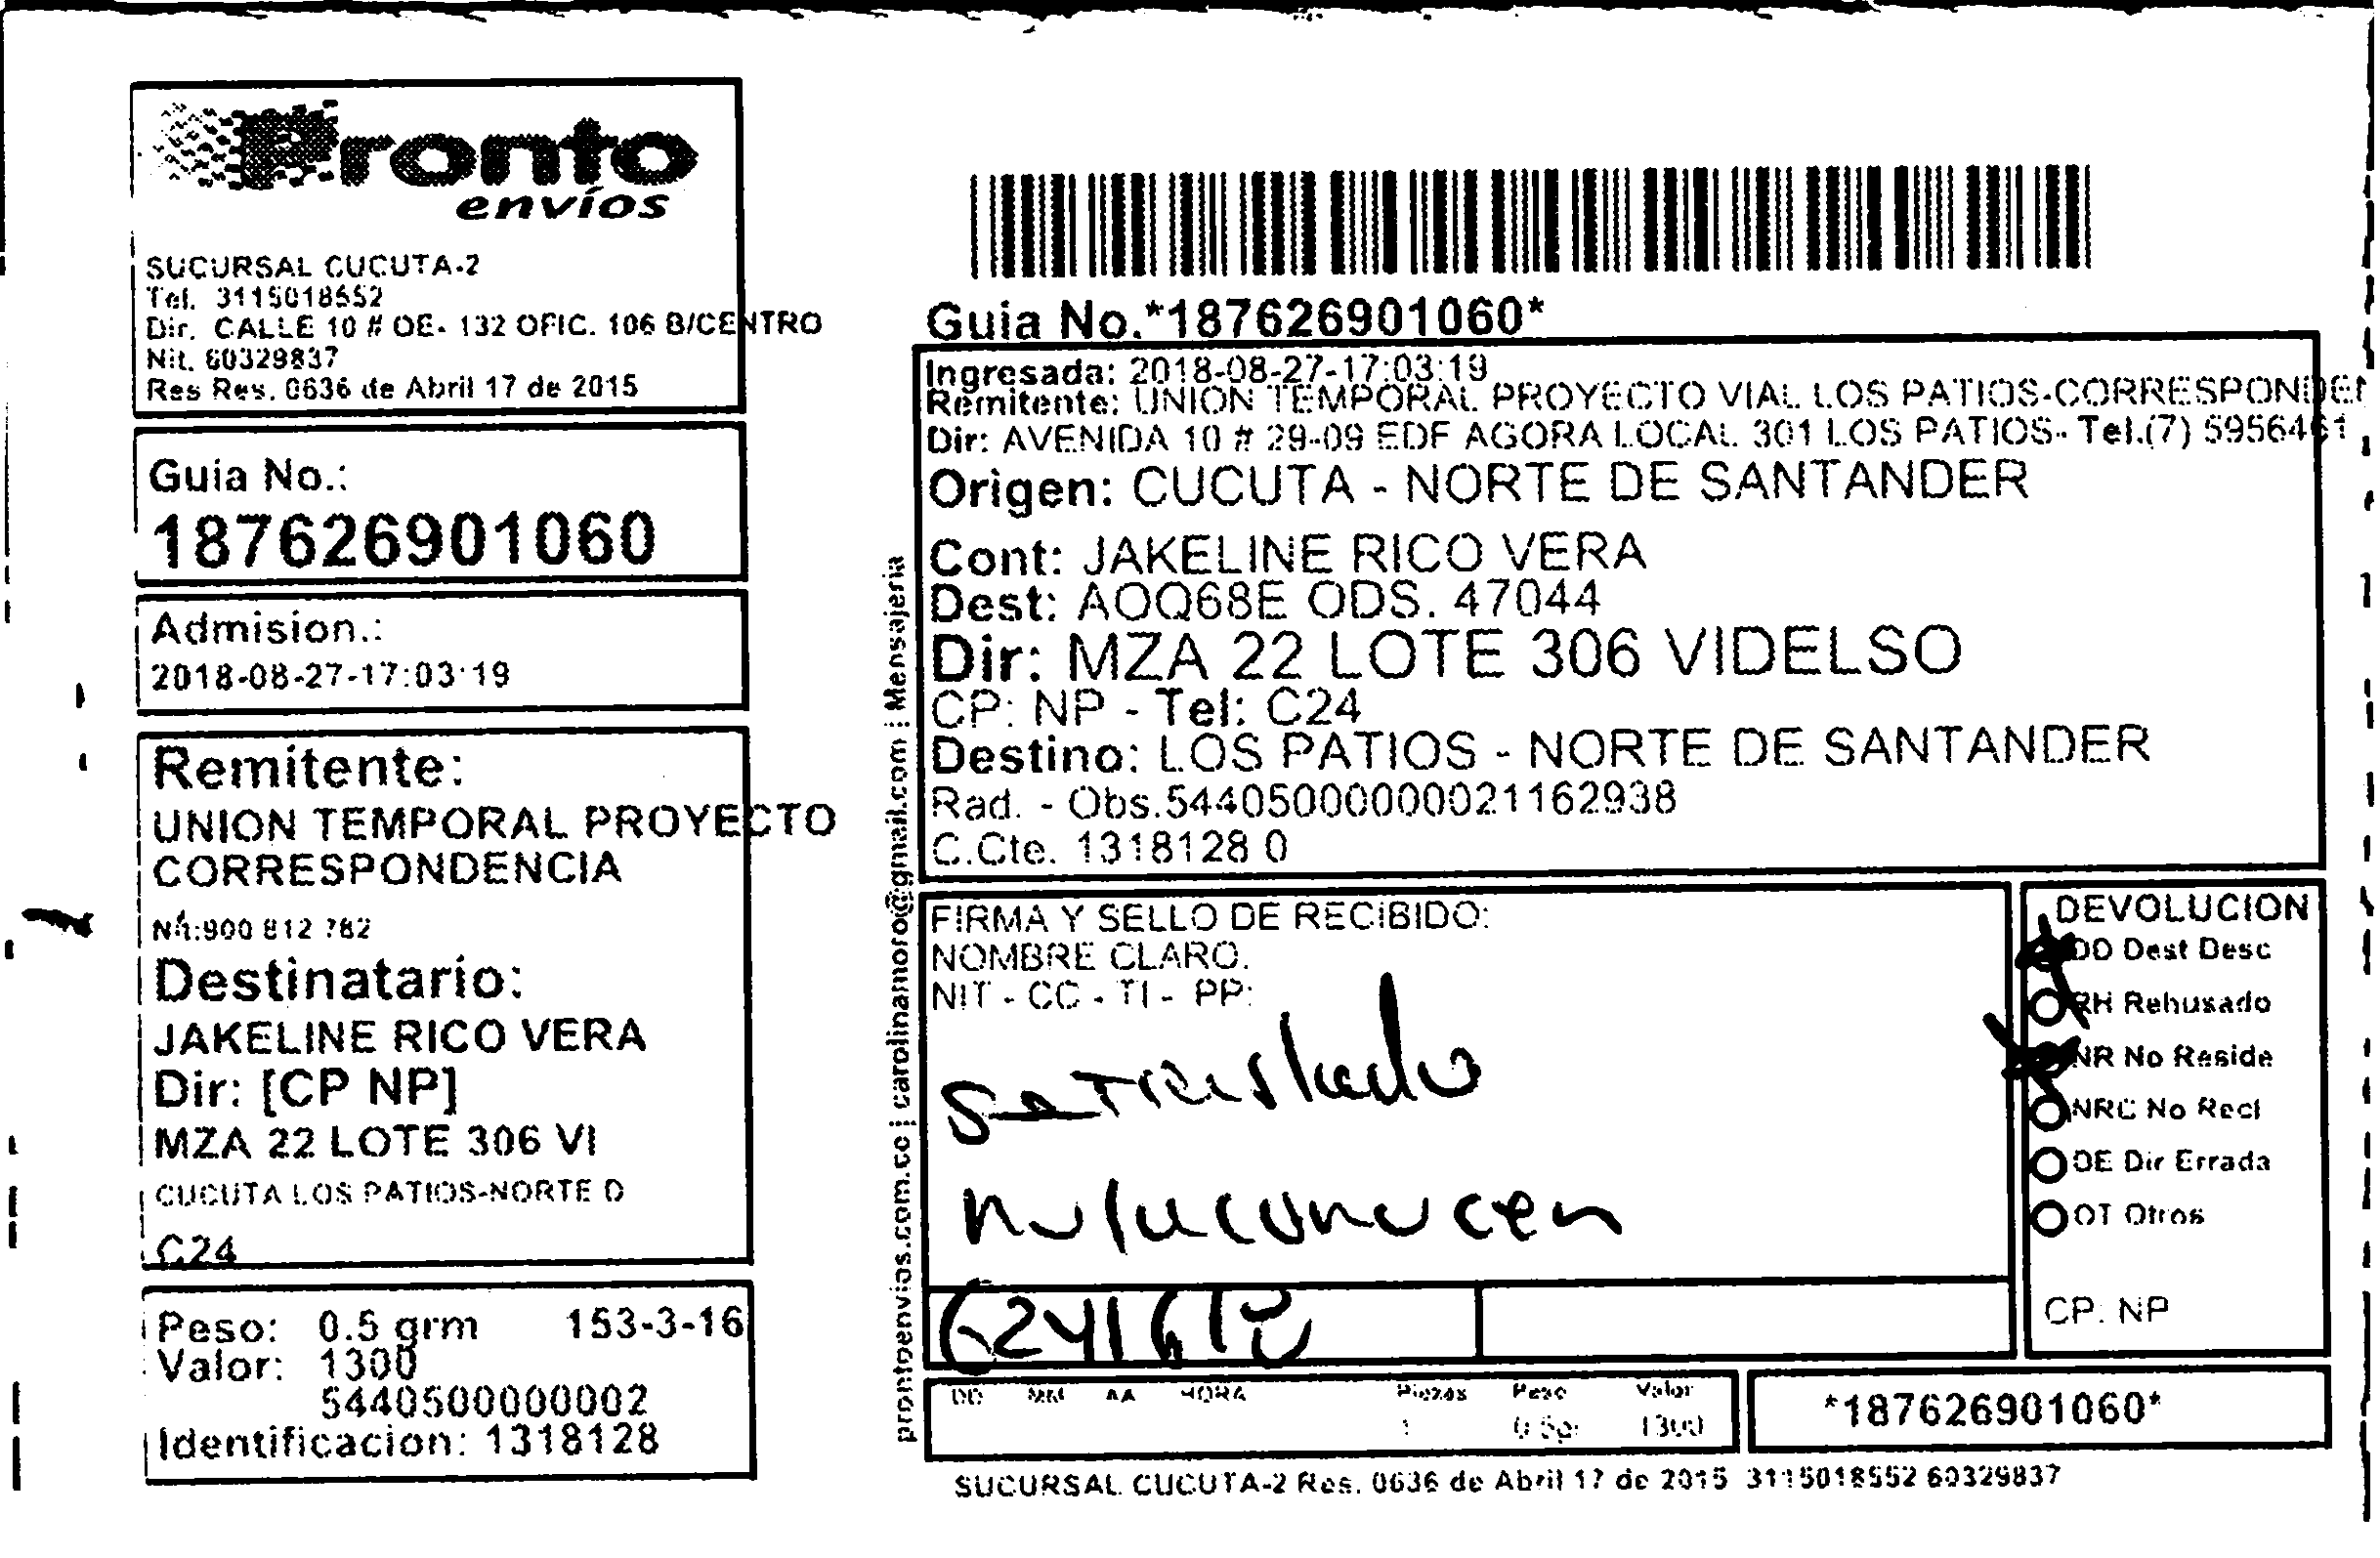 Pronto
envíos
SUCURSAL CUCUTA-2
Tel. 3115018552
Dir. CALLE 10 # OE- 132 OFIC. 106 B/CENTRO
Nit. 60329837
Res Res. 0636 de Abril 17 de 2015
Guia No.:
187626901060
Admision.:
2018-08-27-17:03:19
Remitente:
UNION TEMPORAL PROYECTO
CORRESPONDENCIA
Nit:900 812 782
Destinatario:
JAKELINE RICO VERA
Dir: [CP NP]
MZA 22 LOTE 306 VI
CUCUTA LOS PATIOS-NORTE D
C24
Peso: 0.5 grm 153-3-16
Valor: 1300
5440500000002
Identificacion: 1318128
prontoenvios.com.co | carolinanmoro@gmail.com | Mensajeria
Guia No.*187626901060*
Ingresada: 2018-08-27-17:03:19
Remitente: UNION TEMPORAL PROYECTO VIAL LOS PATIOS-CORRESPONDEN
Dir: AVENIDA 10 # 29-09 EDF AGORA LOCAL 301 LOS PATIOS- Tel.(7) 5956461
Origen: CUCUTA - NORTE DE SANTANDER
Cont: JAKELINE RICO VERA
Dest: AOQ68E ODS. 47044
Dir: MZA 22 LOTE 306 VIDELSO
CP: NP - Tel: C24
Destino: LOS PATIOS - NORTE DE SANTANDER
Rad. - Obs.54405000000021162938
C.Cte. 1318128 0
FIRMA Y SELLO DE RECIBIDO:
NOMBRE CLARO.
NIT - CC - TI - PP:
se Traslado
no la conocen
DEVOLUCION
DD Dest Desc
RH Rehusado
NR No Reside
NRC No Recl
DE Dir Errada
OT Otros
CP: NP
DD MM AA HORA Piezas Peso Valor
1 0.5gr 1300
*187626901060*
SUCURSAL CUCUTA-2 Res. 0636 de Abril 17 de 2015 3115018552 60329837